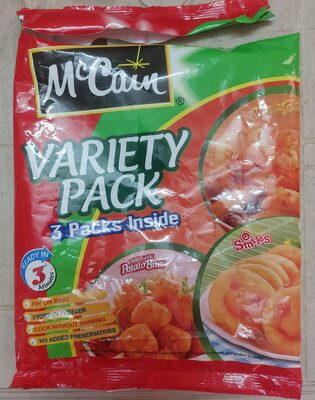 McCain
®
VARIETY
PACK
3 Packs Inside
Smiles
READY IN
3
Minutes
Potato Bites
FRY OR BAKE
STORE IN FREEZER
COOK WITHOUT THAWING
NO ADDED PRESERVATIVES